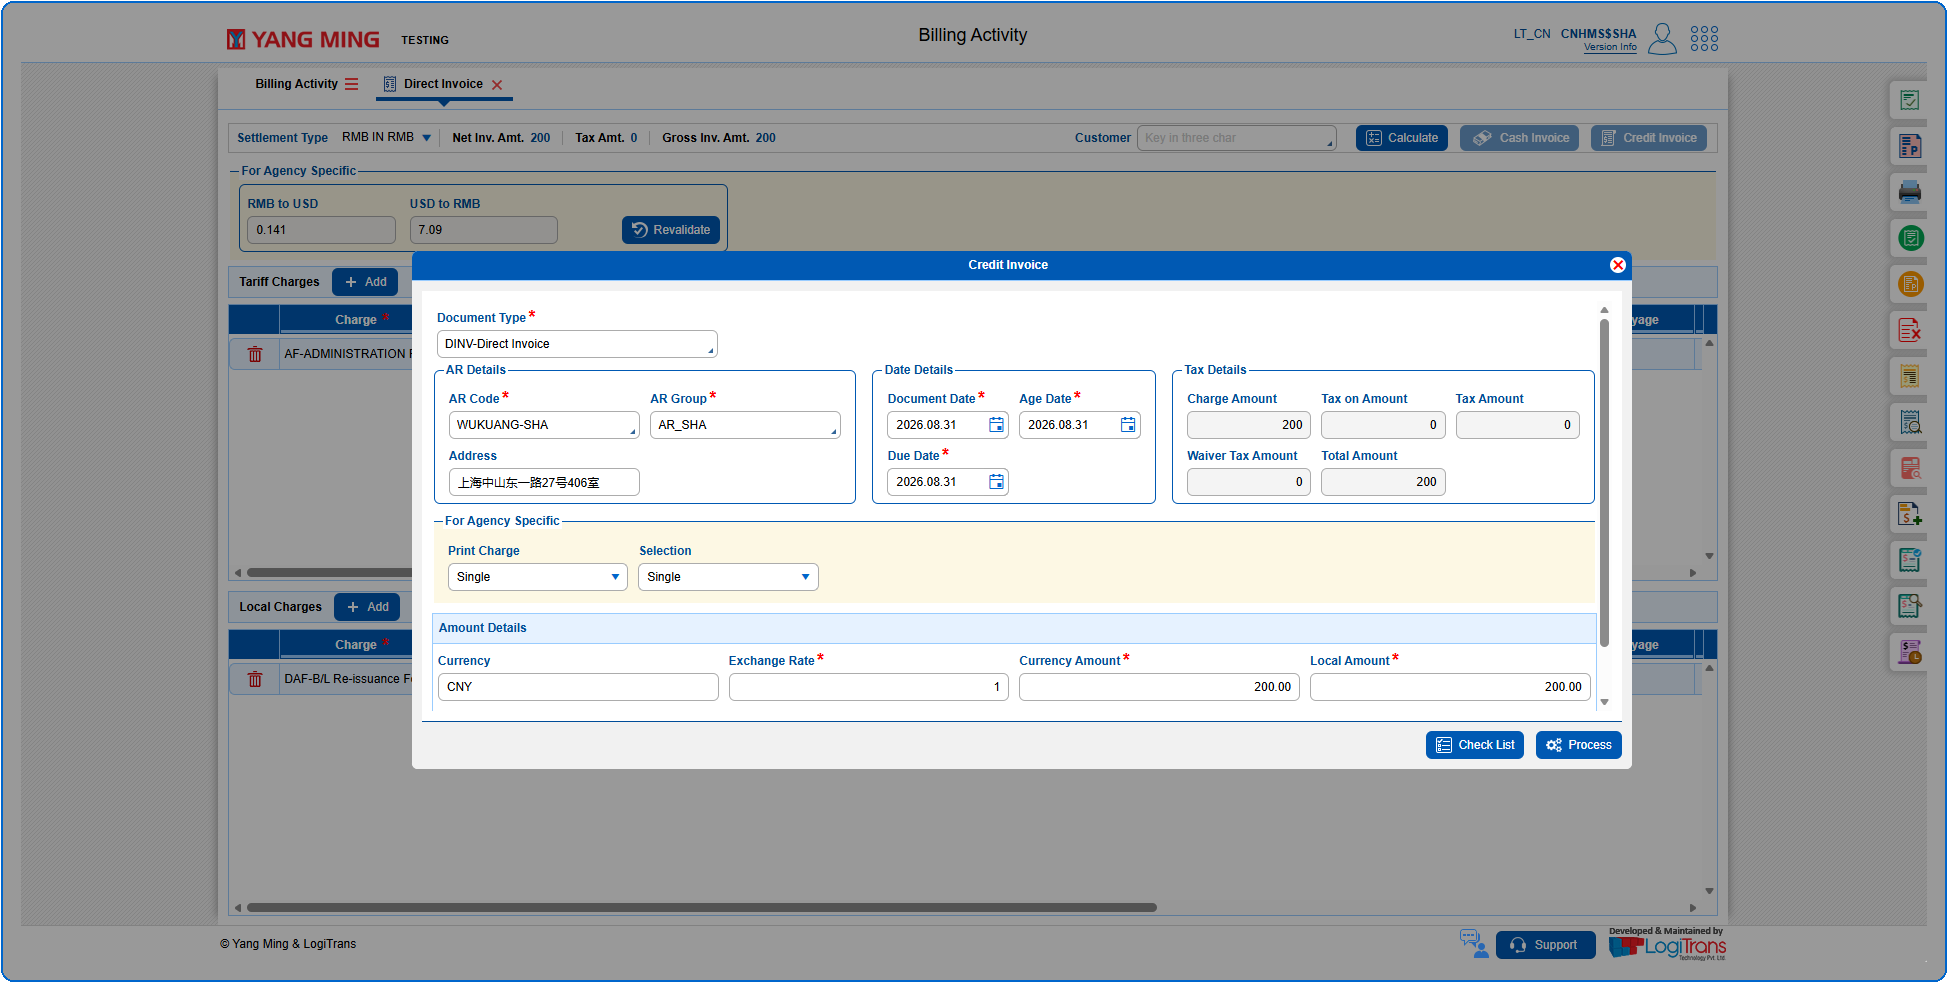 YANG MING TESTING
Billing Activity
LT_CN CNHMS$SHA
Version Info
Billing Activity Direct Invoice
Settlement Type RMB IN RMB Net Inv. Amt. 200 Tax Amt. 0 Gross Inv. Amt. 200 Customer Key in three char Calculate Cash Invoice Credit Invoice
For Agency Specific
RMB to USD USD to RMB
0.141 7.09 Revalidate
Credit Invoice
Tariff Charges + Add
Charge * yage
AF-ADMINISTRATION F
Document Type *
DINV-Direct Invoice
AR Details Date Details Tax Details
AR Code * AR Group * Document Date * Age Date * Charge Amount Tax on Amount Tax Amount
WUKUANG-SHA AR_SHA 2026.08.31 2026.08.31 200 0 0
Address Due Date * Waiver Tax Amount Total Amount
上海中山东一路27号406室 2026.08.31 0 200
For Agency Specific
Print Charge Selection
Single Single
Local Charges + Add
Amount Details
Charge * yage
Currency Exchange Rate * Currency Amount * Local Amount *
DAF-B/L Re-issuance Fe
CNY 1 200.00 200.00
Check List Process
© Yang Ming & LogiTrans
Support
Developed & Maintained by
LogiTrans
Technology Pvt. Ltd.